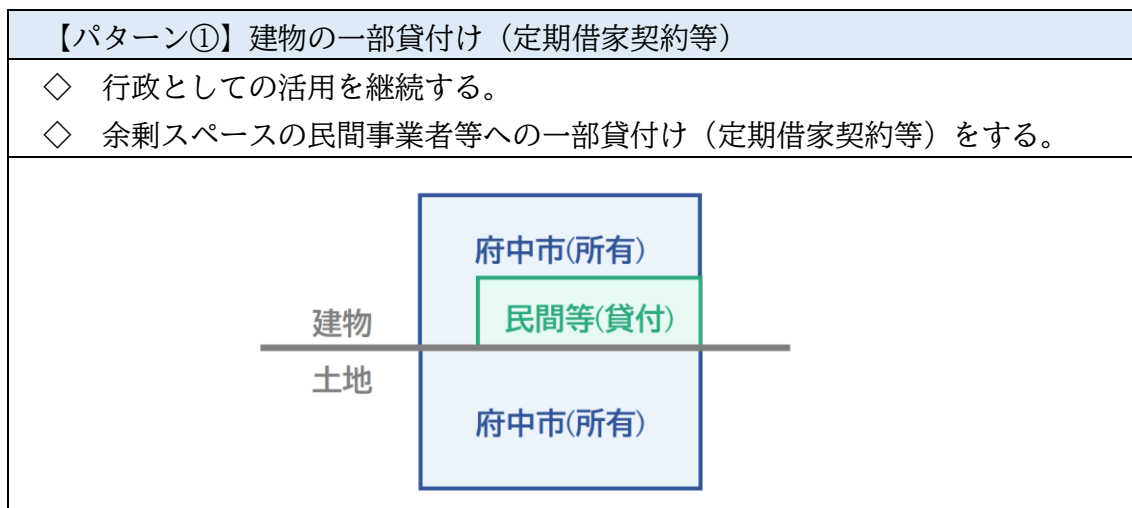 【パターン①】建物の一部貸付け（定期借家契約等）
◇　行政としての活用を継続する。
◇　余剰スペースの民間事業者等への一部貸付け（定期借家契約等）をする。
府中市(所有)
民間等(貸付)
建物
土地
府中市(所有)